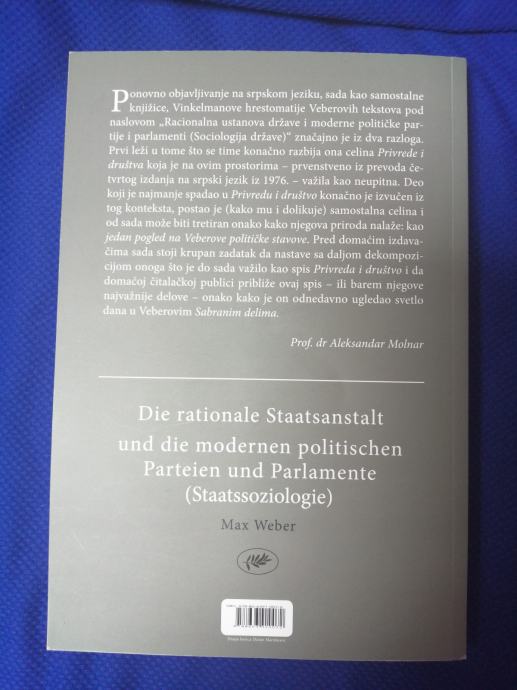 Ponovno objavljivanje na srpskom jeziku, sada kao samostalne
knjižice, Vinkelmanove hrestomatije Veberovih tekstova pod
naslovom „Racionalna ustanova države i moderne političke par-
tije i parlamenti (Sociologija države)“ značajno je iz dva razloga.
Prvi leži u tome što se time konačno razbija ona celina Privrede i
društva koja je na ovim prostorima – prvenstveno iz prevoda če-
tvrtog izdanja na srpski jezik iz 1976. – važila kao neupitna. Deo
koji je najmanje spadao u Privredu i društvo konačno je izvučen iz
tog konteksta, postao je (kako mu i dolikuje) samostalna celina i
od sada može biti tretiran onako kako njegova priroda nalaže: kao
jedan pogled na Veberove političke stavove. Pred domaćim izdava-
čima sada stoji krupan zadatak da nastave sa daljom dekompozi-
cijom onoga što je do sada važilo kao spis Privreda i društvo i da
domaćoj čitalačkoj publici približe ovaj spis – ili barem njegove
najvažnije delove – onako kako je on odnedavno ugledao svetlo
dana u Veberovim Sabranim delima.
Prof. dr Aleksandar Molnar
Die rationale Staatsanstalt
und die modernen politischen
Parteien und Parlamente
(Staatssoziologie)
Max Weber